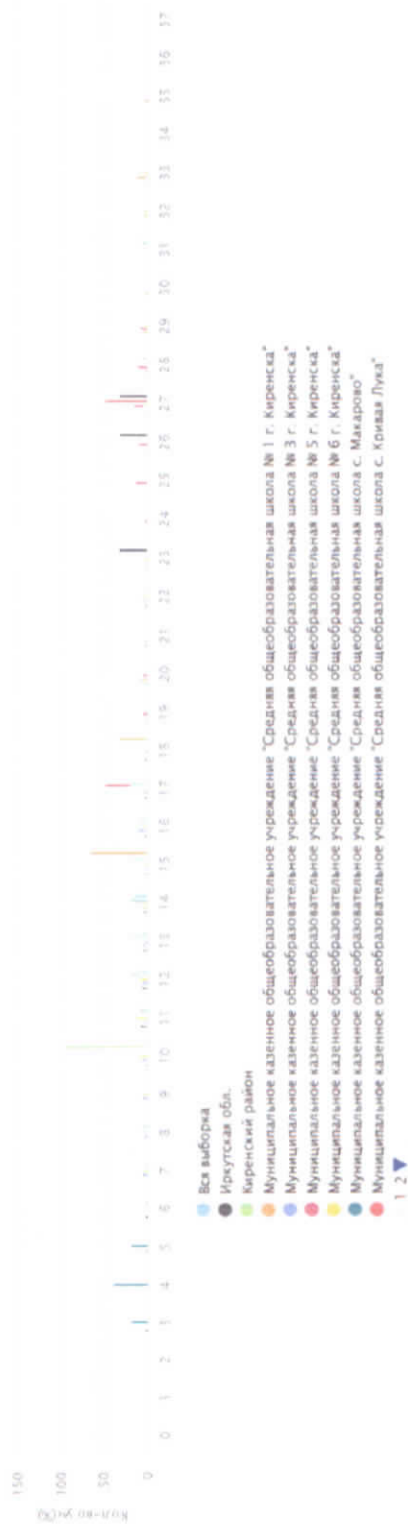 Кол-во уч.
150
100
50
0
0 1 2 3 4 5 6 7 8 9 10 11 12 13 14 15 16 17 18 19 20 21 22 23 24 25 26 27 28 29 30 31 32 33 34 35 36 37
Вся выборка
Иркутская обл.
Киренский район
Муниципальное казенное общеобразовательное учреждение "Средняя общеобразовательная школа № 1 г. Киренска"
Муниципальное казенное общеобразовательное учреждение "Средняя общеобразовательная школа № 3 г. Киренска"
Муниципальное казенное общеобразовательное учреждение "Средняя общеобразовательная школа № 5 г. Киренска"
Муниципальное казенное общеобразовательное учреждение "Средняя общеобразовательная школа № 6 г. Киренска"
Муниципальное казенное общеобразовательное учреждение "Средняя общеобразовательная школа с. Макарово"
Муниципальное казенное общеобразовательное учреждение "Средняя общеобразовательная школа с. Кривая Лука"
1 2